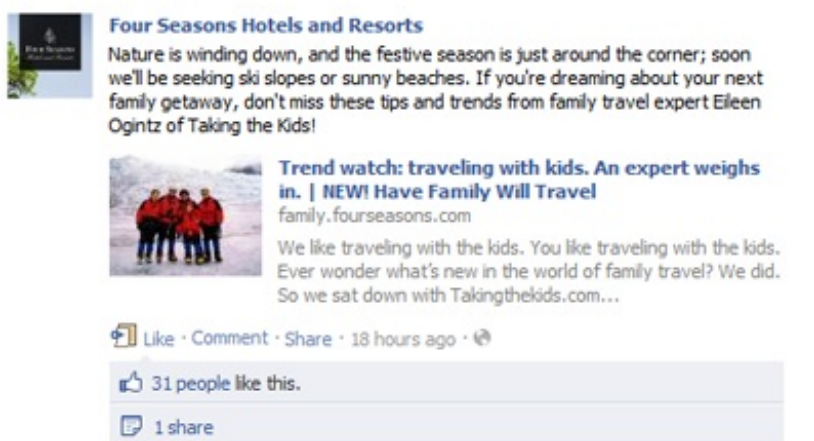 Four Seasons Hotels and Resorts
FOUR SEASONS
Nature is winding down, and the festive season is just around the corner; soon
we'll be seeking ski slopes or sunny beaches. If you're dreaming about your next
family getaway, don't miss these tips and trends from family travel expert Eileen
Ogintz of Taking the Kids!
Trend watch: traveling with kids. An expert weighs
in. | NEW! Have Family Will Travel
family.fourseasons.com
We like traveling with the kids. You like traveling with the kids.
Ever wonder what's new in the world of family travel? We did.
So we sat down with Takingthekids.com...
Like · Comment · Share · 18 hours ago ·
31 people like this.
1 share